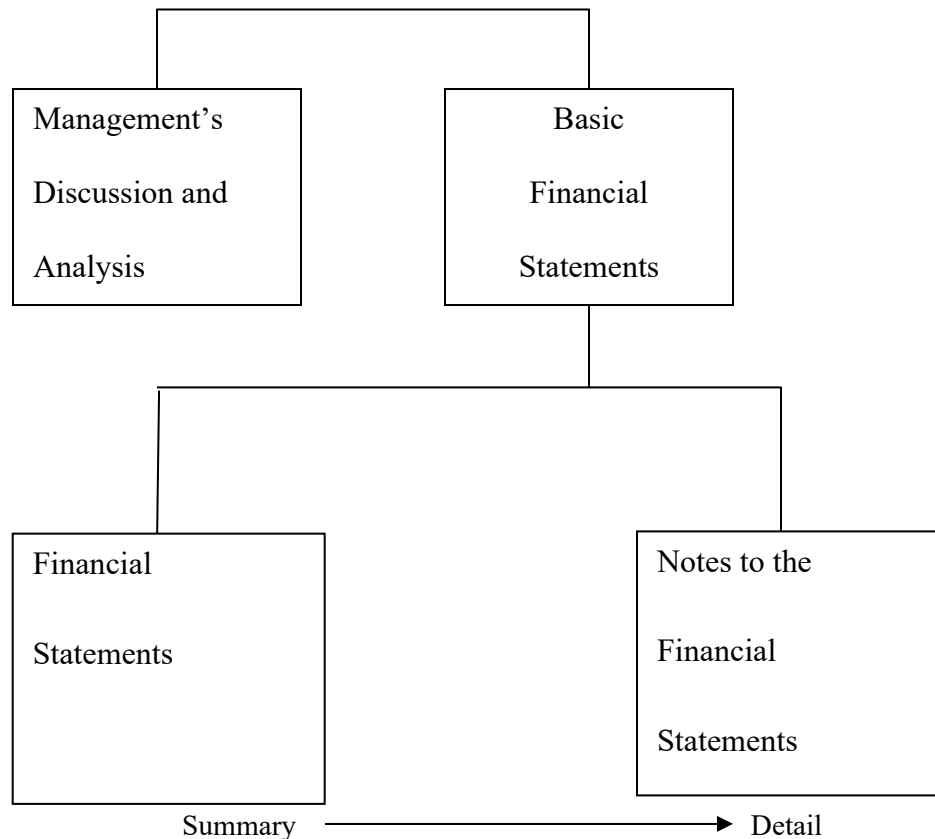 Management’s
Discussion and
Analysis
Basic
Financial
Statements
Financial
Statements
Notes to the
Financial
Statements
Summary
Detail